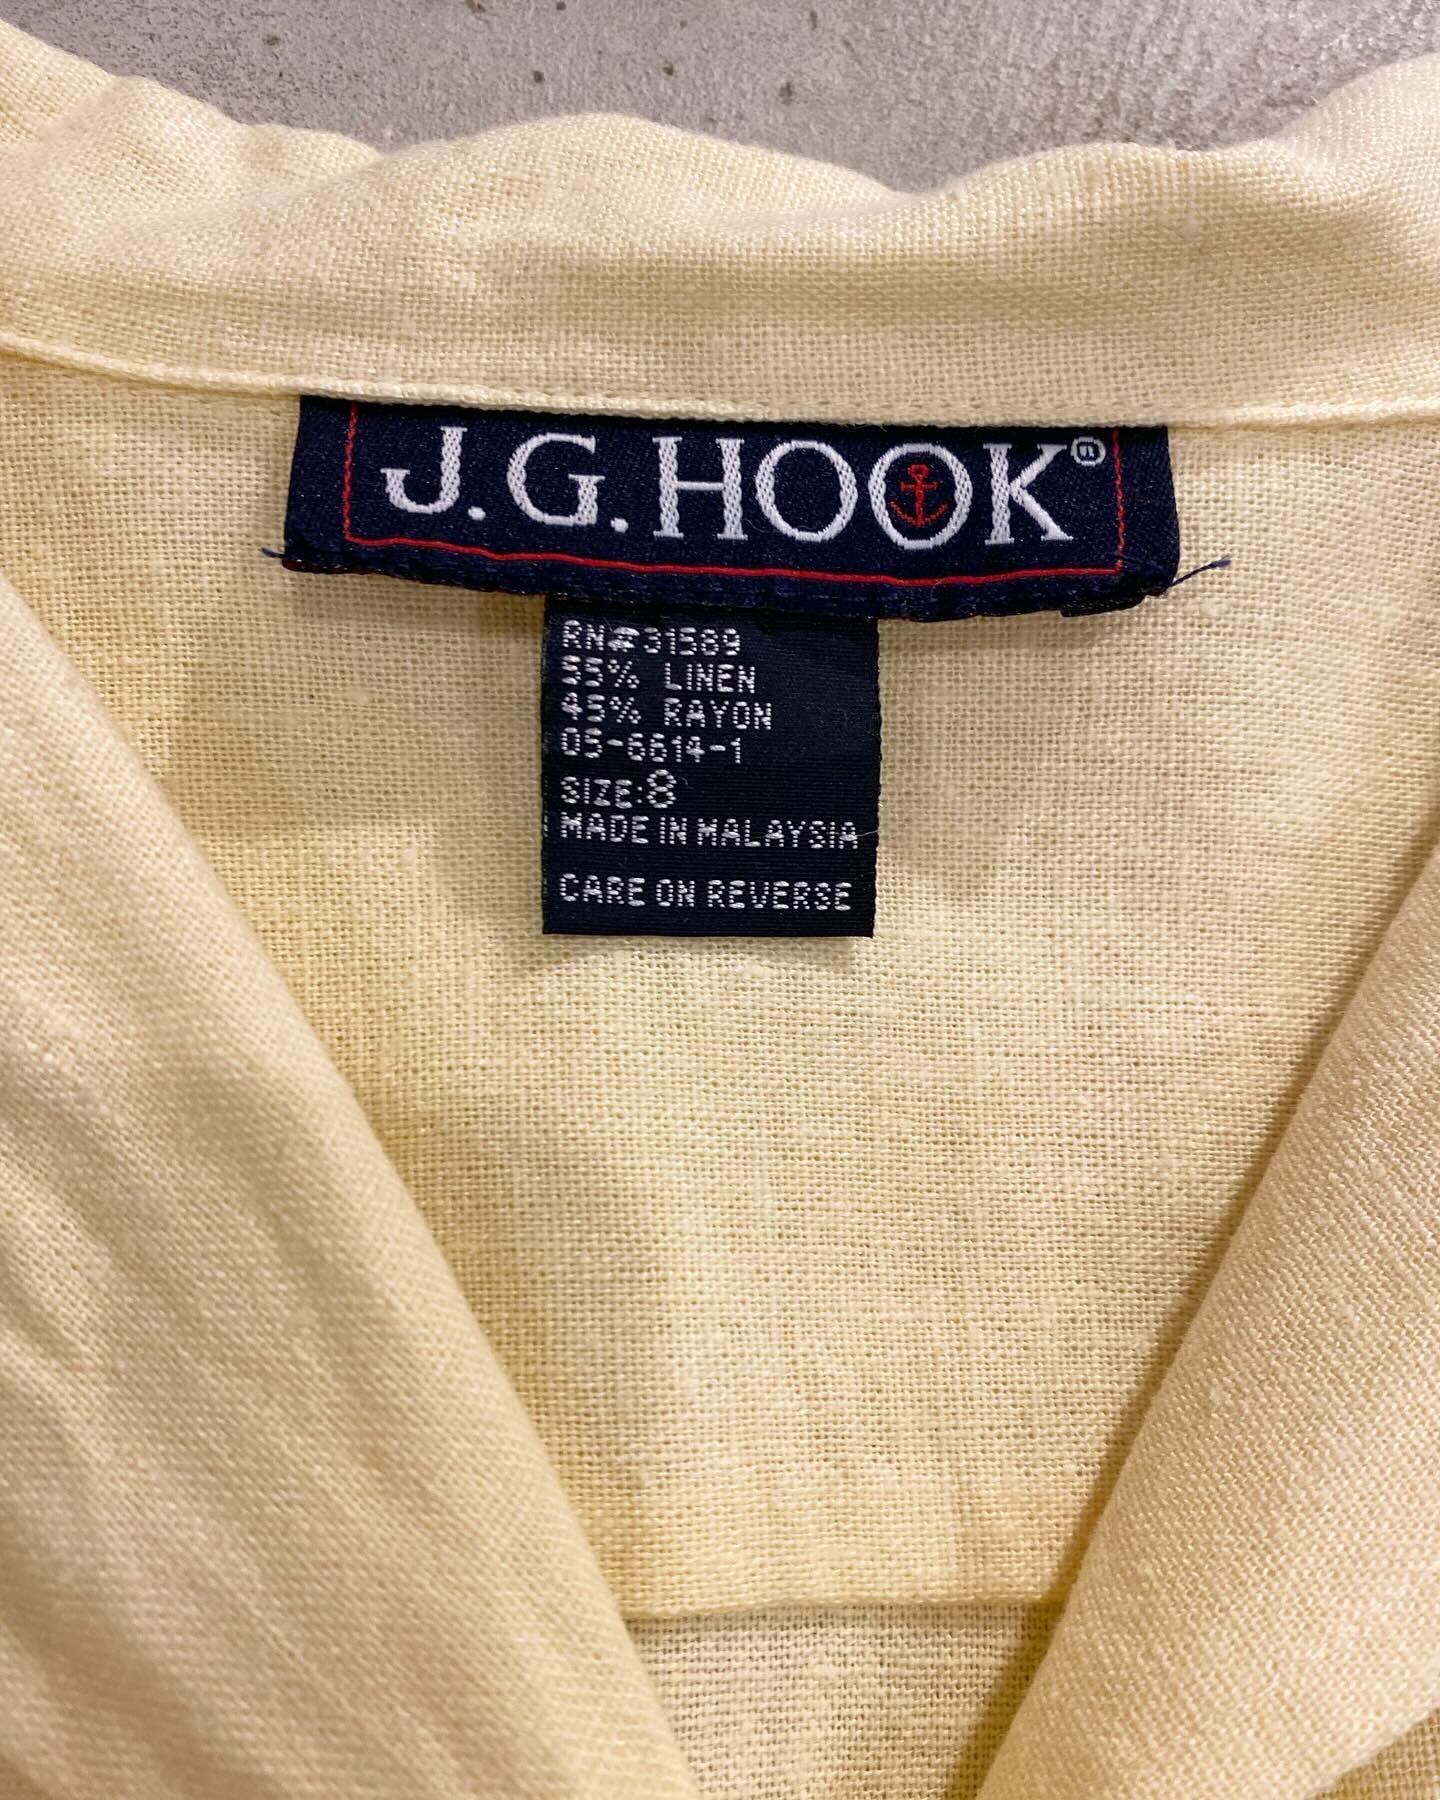 J.G.HOOK®
RN#31589
55% LINEN
45% RAYON
05-6614-1
SIZE:8
MADE IN MALAYSIA
CARE ON REVERSE